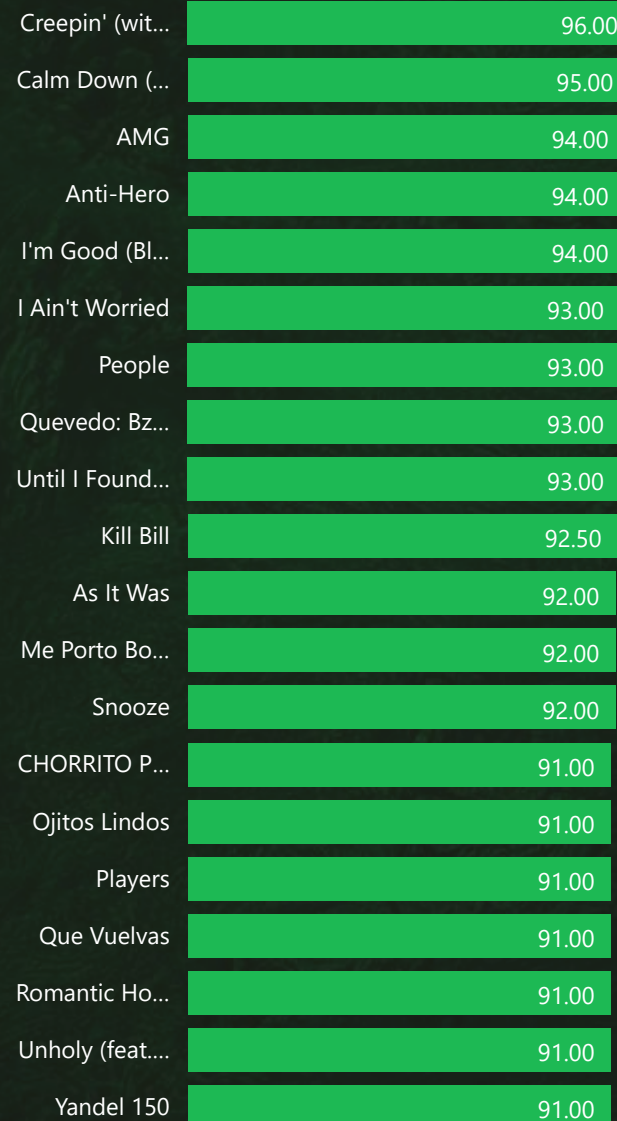 Creepin' (wit... 96.00
Calm Down (... 95.00
AMG 94.00
Anti-Hero 94.00
I'm Good (Bl... 94.00
I Ain't Worried 93.00
People 93.00
Quevedo: Bz... 93.00
Until I Found... 93.00
Kill Bill 92.50
As It Was 92.00
Me Porto Bo... 92.00
Snooze 92.00
CHORRITO P... 91.00
Ojitos Lindos 91.00
Players 91.00
Que Vuelvas 91.00
Romantic Ho... 91.00
Unholy (feat.... 91.00
Yandel 150 91.00